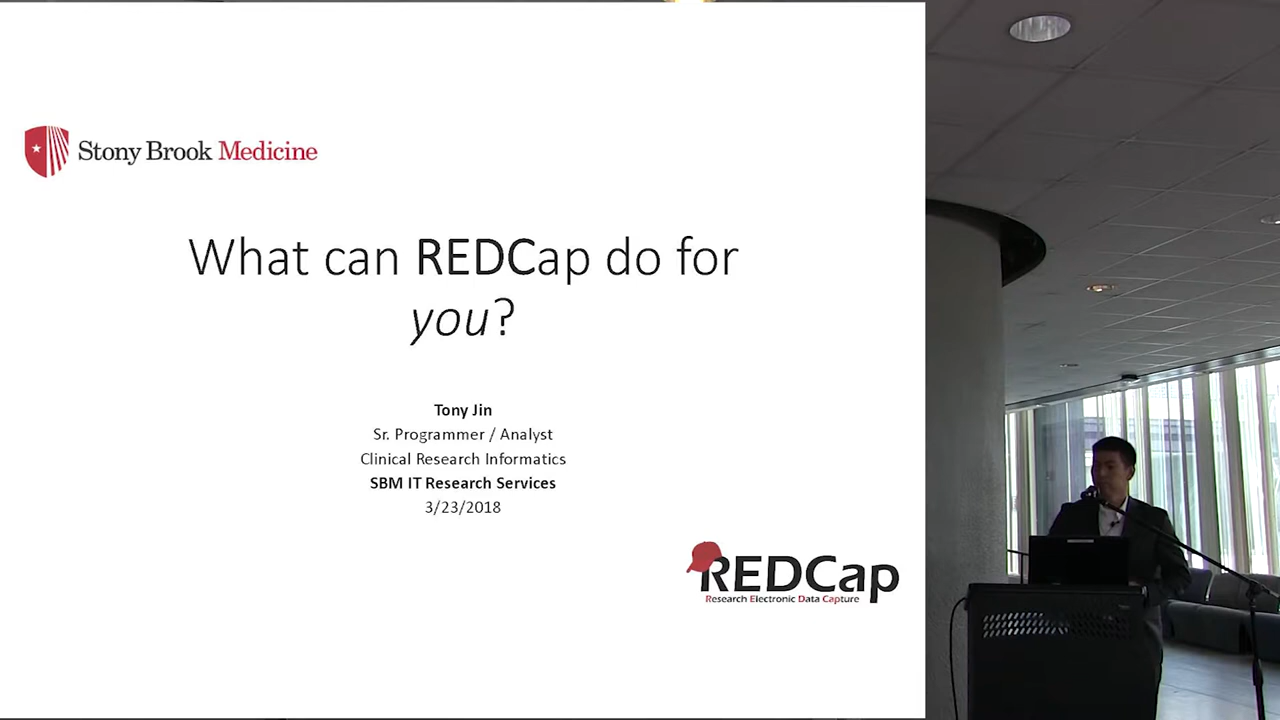 Stony Brook Medicine
What can REDCap do for
you?
Tony Jin
Sr. Programmer / Analyst
Clinical Research Informatics
SBM IT Research Services
3/23/2018
REDCap
Research Electronic Data Capture